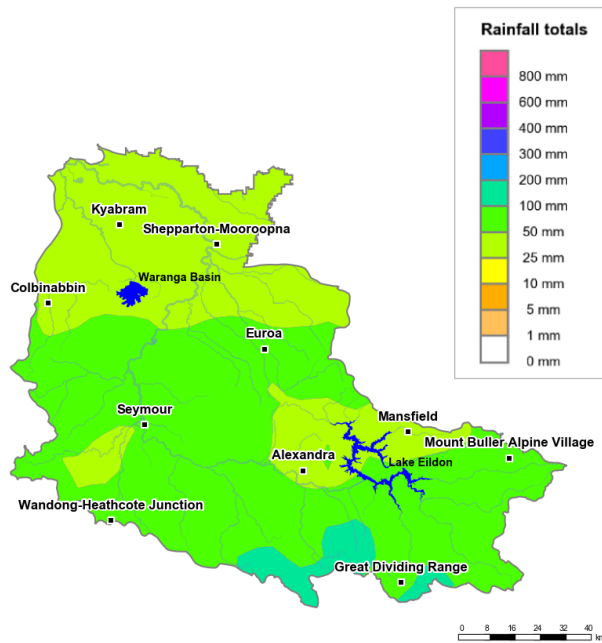 Rainfall totals
800 mm
600 mm
400 mm
300 mm
200 mm
100 mm
50 mm
25 mm
10 mm
5 mm
1 mm
0 mm
Kyabram
Shepparton-Mooroopna
Waranga Basin
Colbinabbin
Euroa
Seymour
Mansfield
Mount Buller Alpine Village
Alexandra
Lake Eildon
Wandong-Heathcote Junction
Great Dividing Range
0 8 16 24 32 40